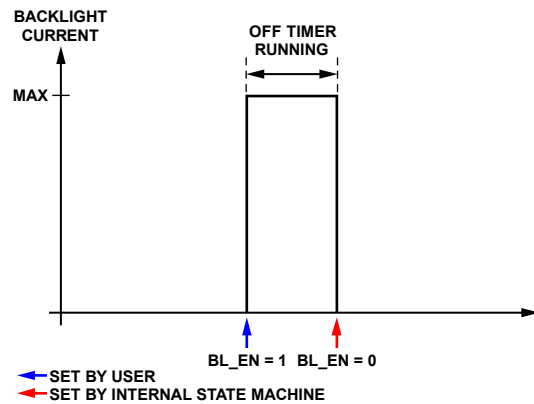 BACKLIGHT
CURRENT
OFF TIMER
RUNNING
MAX
BL_EN = 1 BL_EN = 0
SET BY USER
SET BY INTERNAL STATE MACHINE